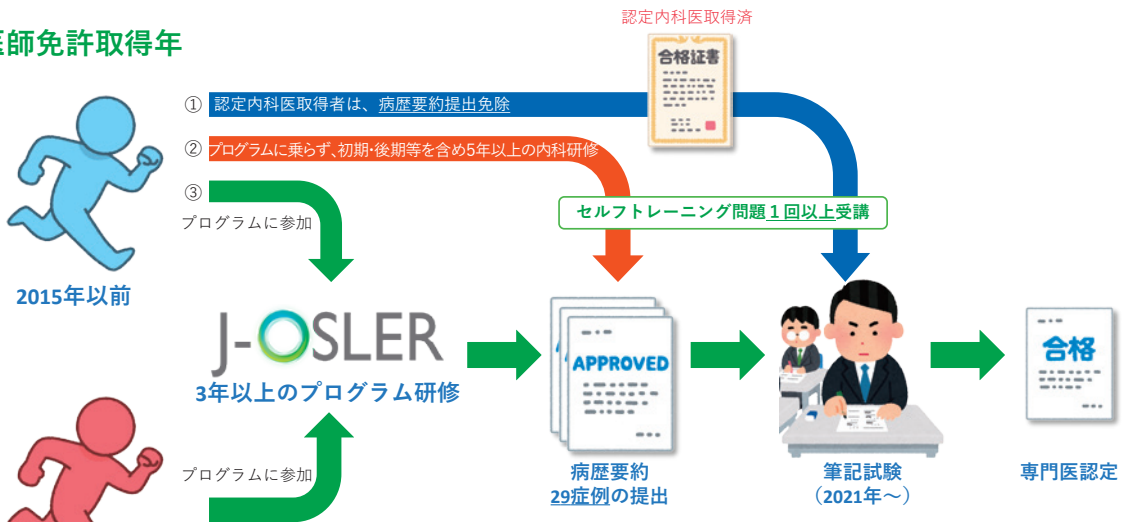 認定内科医取得済
医師免許取得年
合格証書
① 認定内科医取得者は、病歴要約提出免除
② プログラムに乗らず、初期・後期等を含め5年以上の内科研修
③
プログラムに参加
セルフトレーニング問題1回以上受講
2015年以前
J-OSLER
3年以上のプログラム研修
APPROVED
合格
プログラムに参加
病歴要約
29症例の提出
筆記試験
（2021年～）
専門医認定